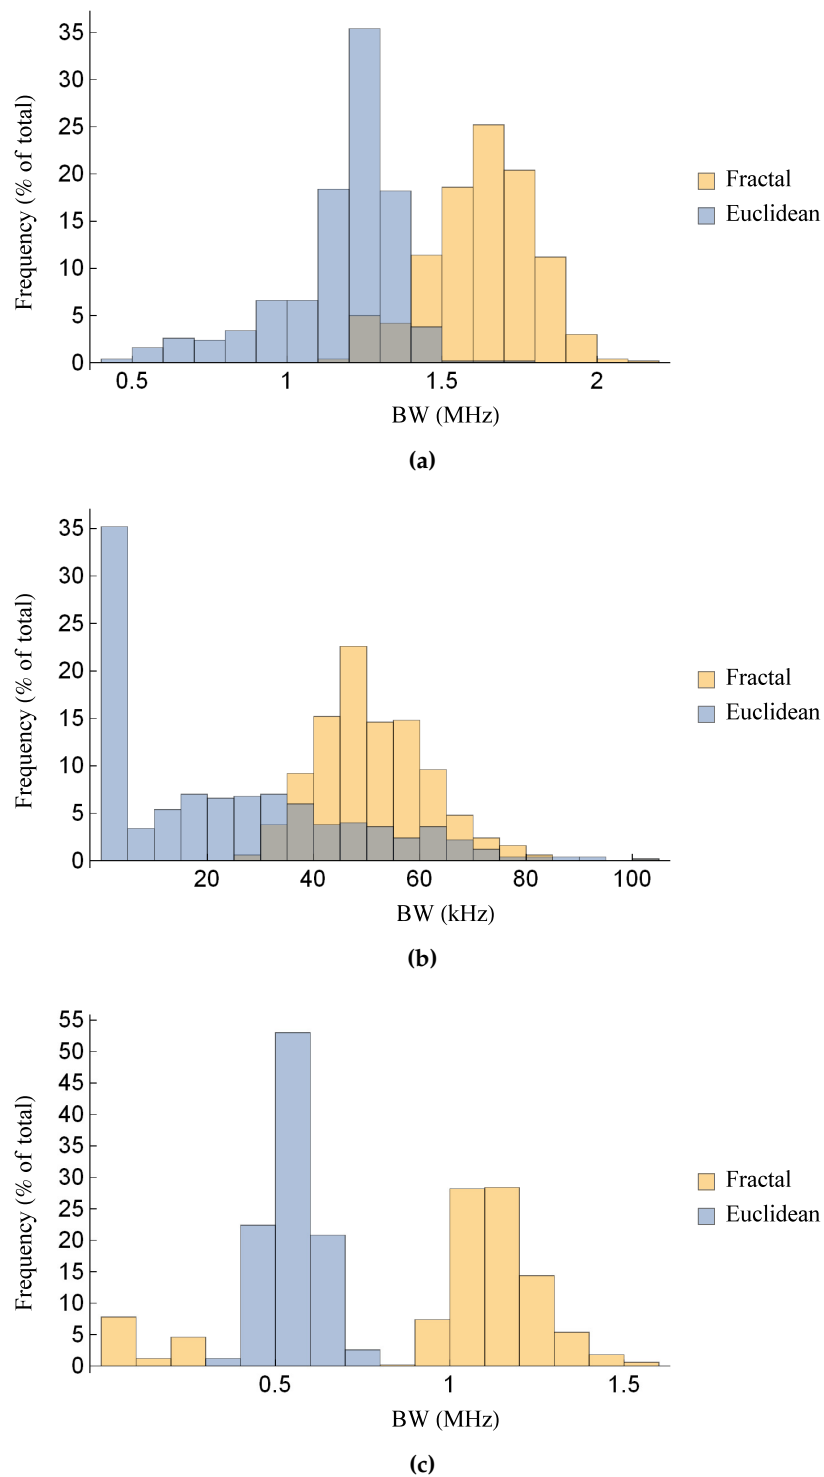 35
30
25
20
15
10
5
0
Frequency (% of total)
0.5 1 1.5 2
BW (MHz)
Fractal
Euclidean
(a)
35
30
25
20
15
10
5
0
Frequency (% of total)
20 40 60 80 100
BW (kHz)
Fractal
Euclidean
(b)
55
50
45
40
35
30
25
20
15
10
5
0
Frequency (% of total)
0.5 1 1.5
BW (MHz)
Fractal
Euclidean
(c)